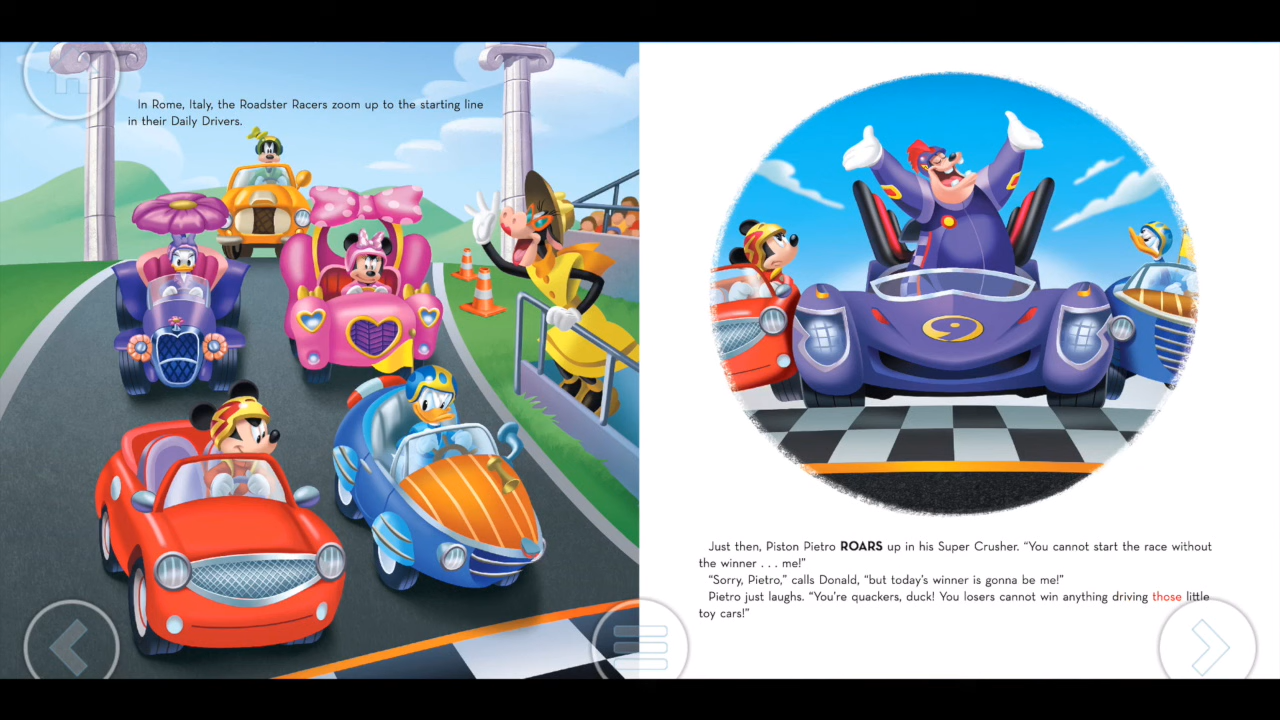 In Rome, Italy, the Roadster Racers zoom up to the starting line
in their Daily Drivers.
9
Just then, Piston Pietro ROARS up in his Super Crusher. “You cannot start the race without
the winner . . . me!”
“Sorry, Pietro,” calls Donald, “but today’s winner is gonna be me!”
Pietro just laughs. “You’re quackers, duck! You losers cannot win anything driving those little
toy cars!”